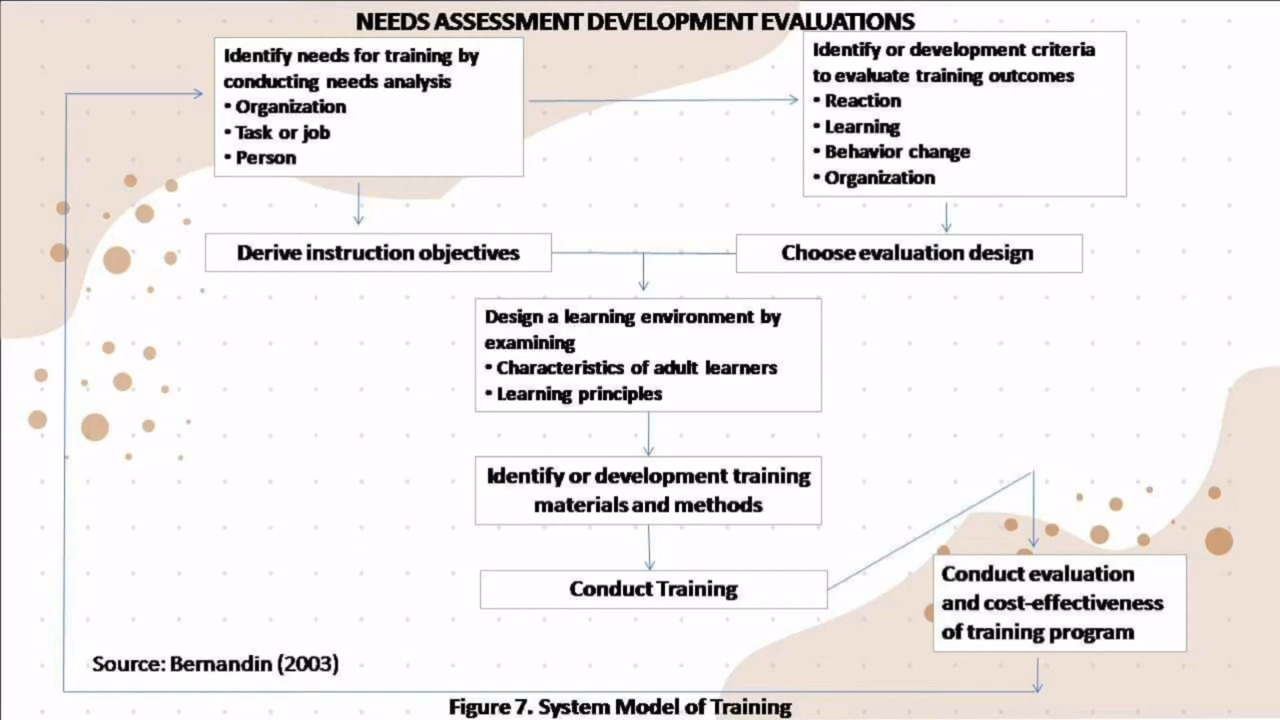 NEEDS ASSESSMENT DEVELOPMENT EVALUATIONS
Identify needs for training by
conducting needs analysis
• Organization
• Task or job
• Person
Identify or development criteria
to evaluate training outcomes
• Reaction
• Learning
• Behavior change
• Organization
Derive instruction objectives
Choose evaluation design
Design a learning environment by
examining
• Characteristics of adult learners
• Learning principles
Identify or development training
materials and methods
Conduct Training
Conduct evaluation
and cost-effectiveness
of training program
Source: Bernandin (2003)
Figure 7. System Model of Training